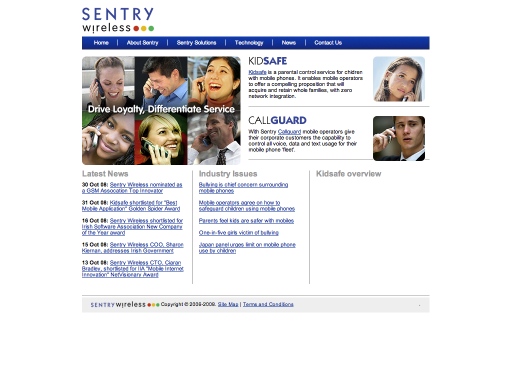 SENTRY
wireless
Home | About Sentry | Sentry Solutions | Technology | News | Contact Us
Drive Loyalty, Differentiate Service
KIDSAFE
Kidsafe is a parental control service for children
with mobile phones. It enables mobile operators
to offer a compelling proposition that will
acquire and retain whole families, with zero
network integration.
CALLGUARD
With Sentry Callguard mobile operators give
their corporate customers the capability to
control all voice, data and text usage for their
mobile phone 'fleet'.
Latest News
30 Oct 08: Sentry Wireless nominated as
a GSM Assocation Top Innovator
31 Oct 08: Kidsafe shortlisted for "Best
Mobile Application" Golden Spider Award
16 Oct 08: Sentry Wireless shortlisted for
Irish Software Association New Company
of the Year award
15 Oct 08: Sentry Wireless COO, Sharon
Kiernan, addresses Irish Government
13 Oct 08: Sentry Wireless CTO, Ciaran
Bradley, shortlisted for IIA "Mobile Internet
Innovation" NetVisionary Award
Industry Issues
Bullying is chief concern surrounding
mobile phones
Mobile operators agree on how to
safeguard children using mobile phones
Parents feel kids are safer with mobiles
One-in-five girls victim of bullying
Japan panel urges limit on mobile phone
use by children
Kidsafe overview
SENTRY wireless Copyright © 2006-2009. Site Map | Terms and Conditions